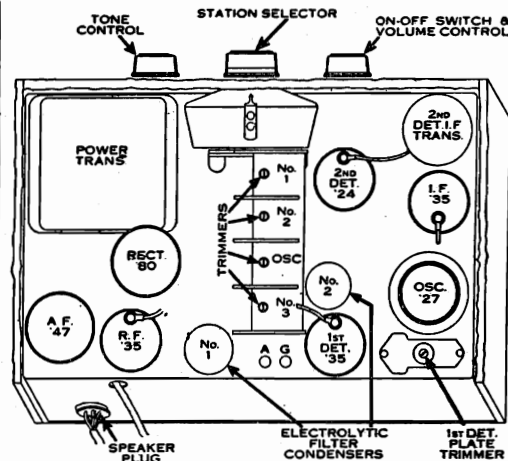 TONE
CONTROL
STATION SELECTOR
ON-OFF SWITCH &
VOLUME CONTROL
POWER
TRANS
2ND
DET. I.F
TRANS.
2ND
DET.
'24
I.F.
'35
TRIMMERS
No.
1
No.
2
OSC
No.
3
RECT.
'80
A F.
'47
R.F.
'35
No.
1
A G
No.
2
1ST
DET.
'35
OSC.
'27
SPEAKER
PLUG
ELECTROLYTIC
FILTER
CONDENSERS
1ST DET.
PLATE
TRIMMER